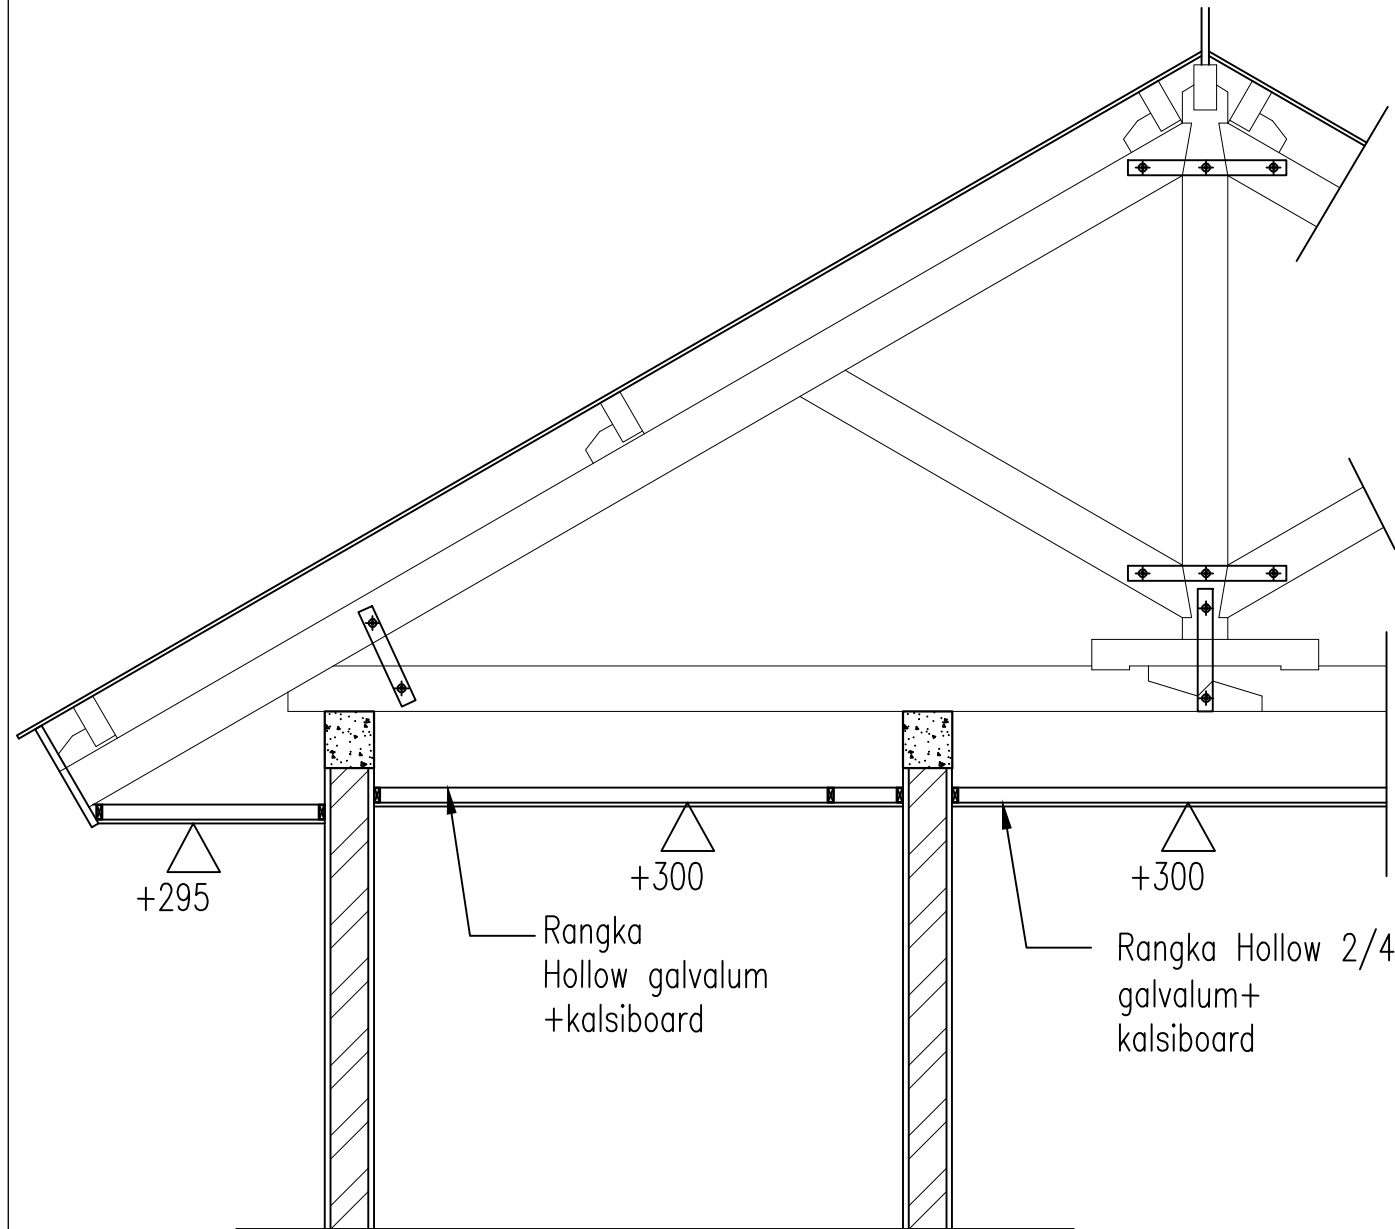 +295
+300
+300
Rangka
Hollow galvalum
+kalsiboard
Rangka Hollow 2/4
galvalum+
kalsiboard